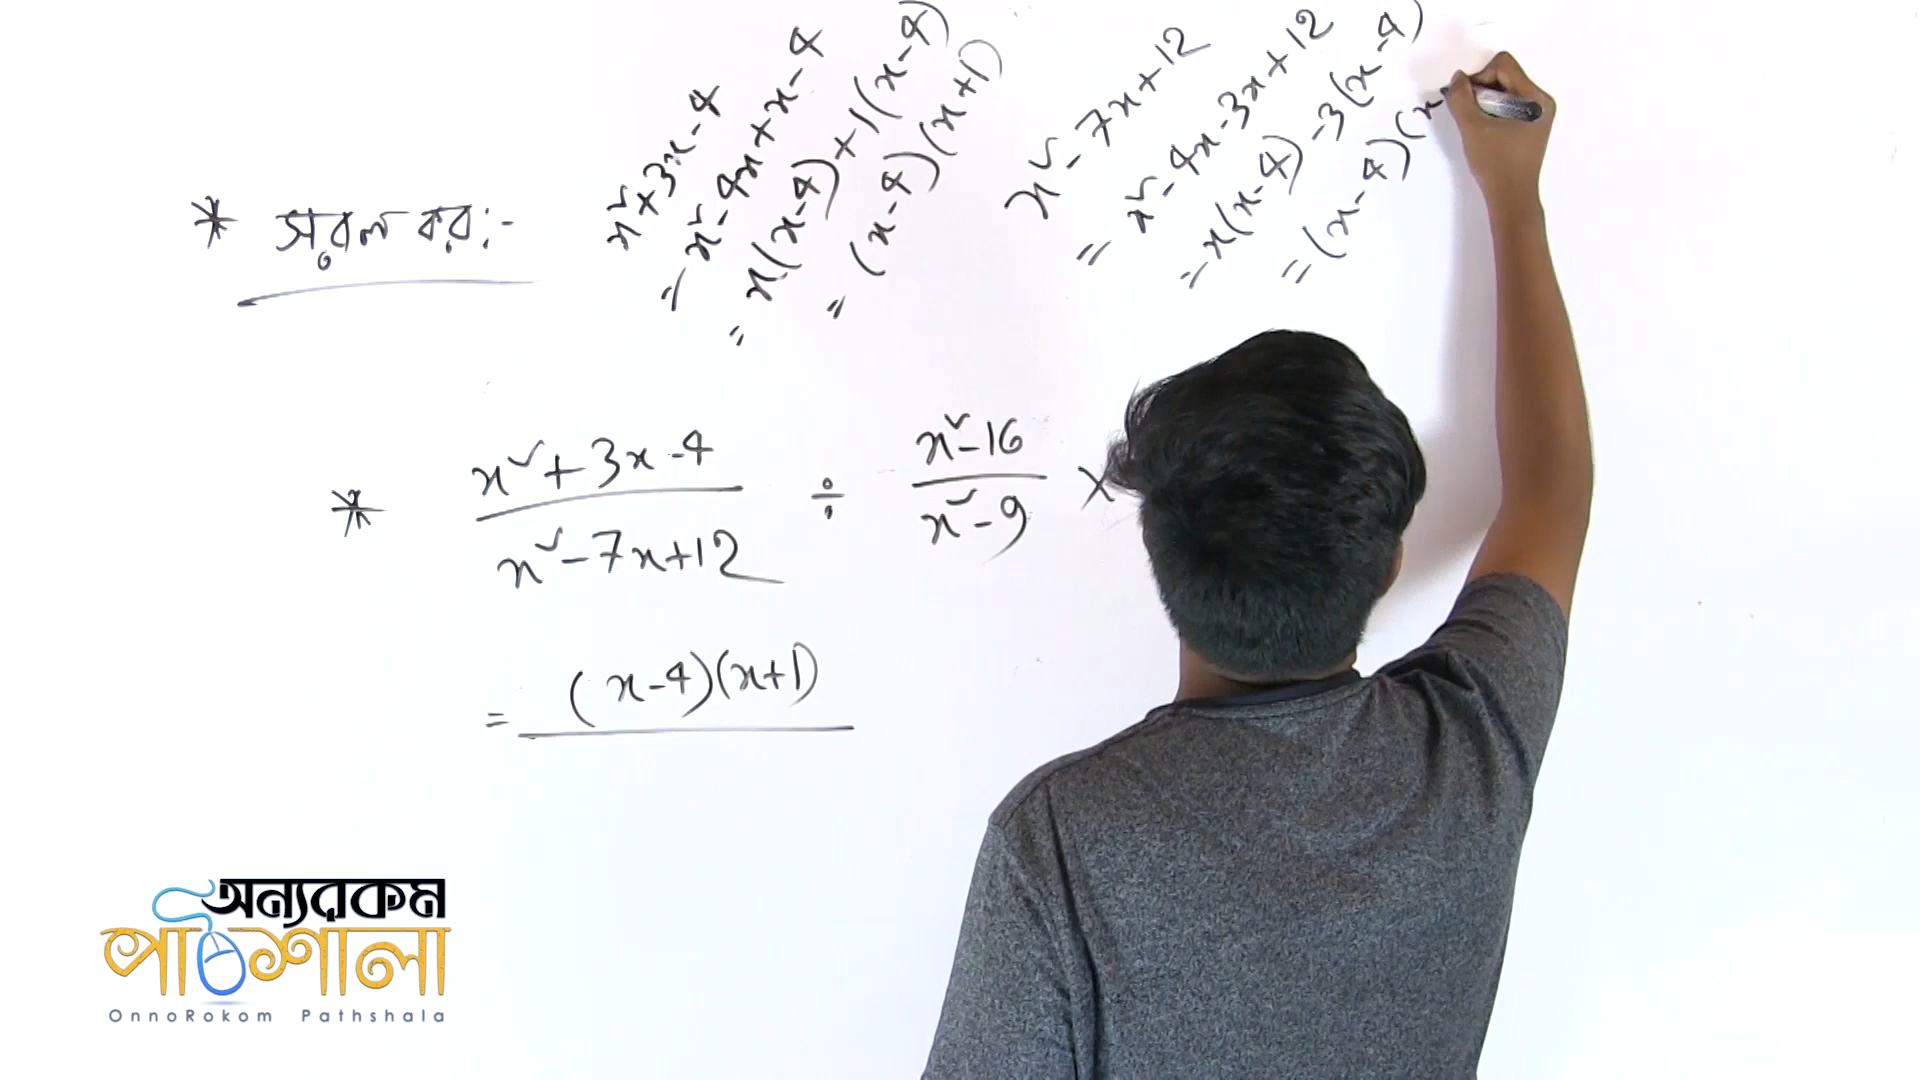 * সরল কর :-
x² + 3x - 4
= x² - 4x + x - 4
= x(x-4) + 1(x-4)
= (x-4)(x+1)
x² - 7x + 12
= x² - 4x - 3x + 12
= x(x-4) - 3(x-4)
= (x-4)(x
* (x² + 3x - 4)/(x² - 7x + 12) ÷ (x² - 16)/(x² - 9) ×
= (x-4)(x+1)
অন্যরকম
পাঠশালা
OnnoRokom Pathshala